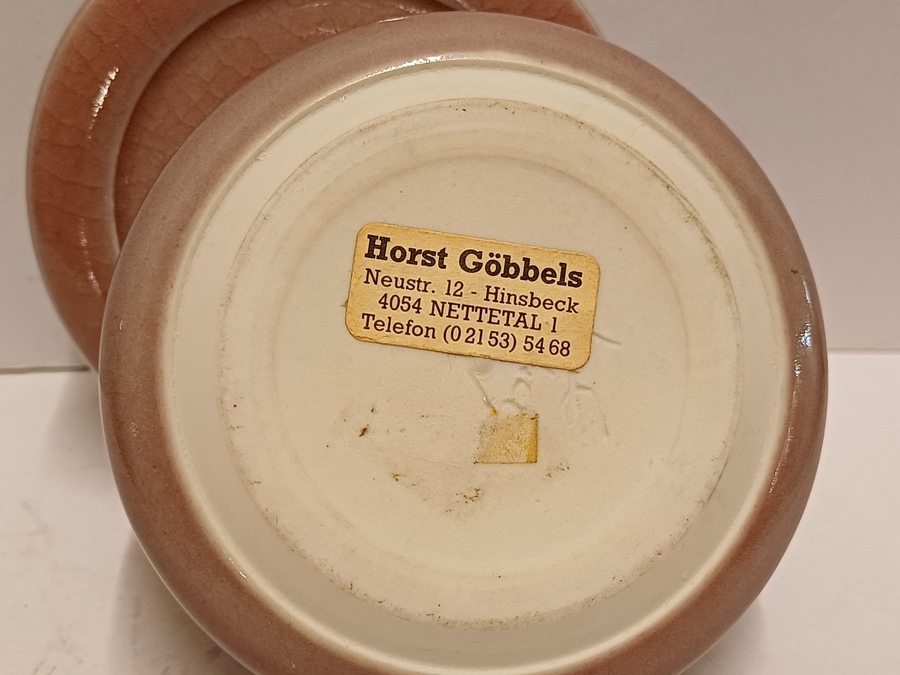 Horst Göbbels
Neustr. 12 - Hinsbeck
4054 NETTETAL 1
Telefon (0 21 53) 54 68